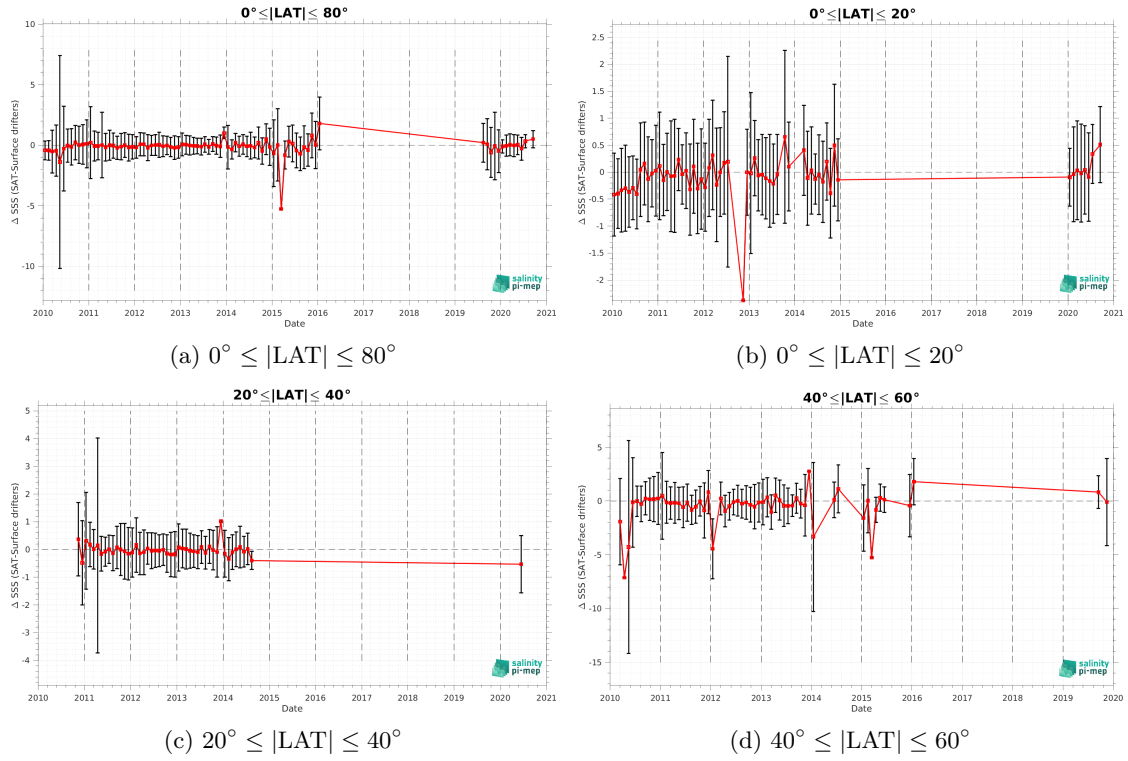 0°≤|LAT|≤ 80°
Δ SSS (SAT-Surface drifters)
10
5
0
-5
-10
2010 2011 2012 2013 2014 2015 2016 2017 2018 2019 2020 2021
Date
salinity
pi-mep
(a) 0° ≤ |LAT| ≤ 80°
0°≤|LAT|≤ 20°
Δ SSS (SAT-Surface drifters)
2.5
2
1.5
1
0.5
0
-0.5
-1
-1.5
-2
2010 2011 2012 2013 2014 2015 2016 2017 2018 2019 2020 2021
Date
salinity
pi-mep
(b) 0° ≤ |LAT| ≤ 20°
20°≤|LAT|≤ 40°
Δ SSS (SAT-Surface drifters)
5
4
3
2
1
0
-1
-2
-3
-4
2010 2011 2012 2013 2014 2015 2016 2017 2018 2019 2020 2021
Date
salinity
pi-mep
(c) 20° ≤ |LAT| ≤ 40°
40°≤|LAT|≤ 60°
Δ SSS (SAT-Surface drifters)
5
0
-5
-10
-15
2010 2011 2012 2013 2014 2015 2016 2017 2018 2019 2020
Date
salinity
pi-mep
(d) 40° ≤ |LAT| ≤ 60°